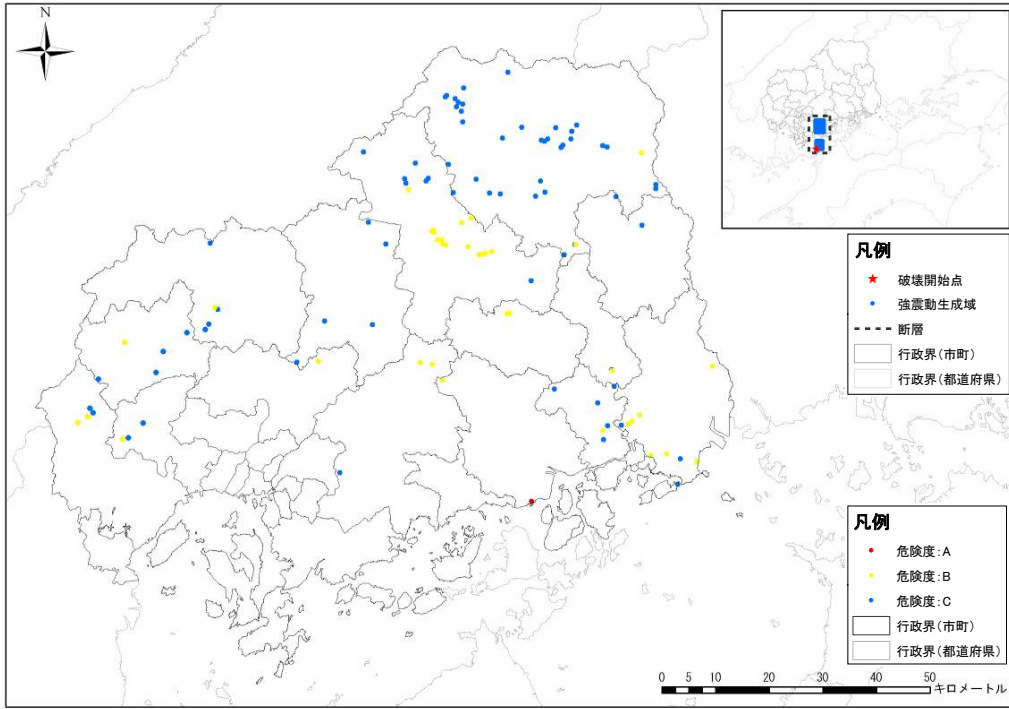 N
凡例
破壊開始点
強震動生成域
断層
行政界(市町)
行政界(都道府県)
凡例
危険度:A
危険度:B
危険度:C
行政界(市町)
行政界(都道府県)
0 5 10 20 30 40 50
キロメートル